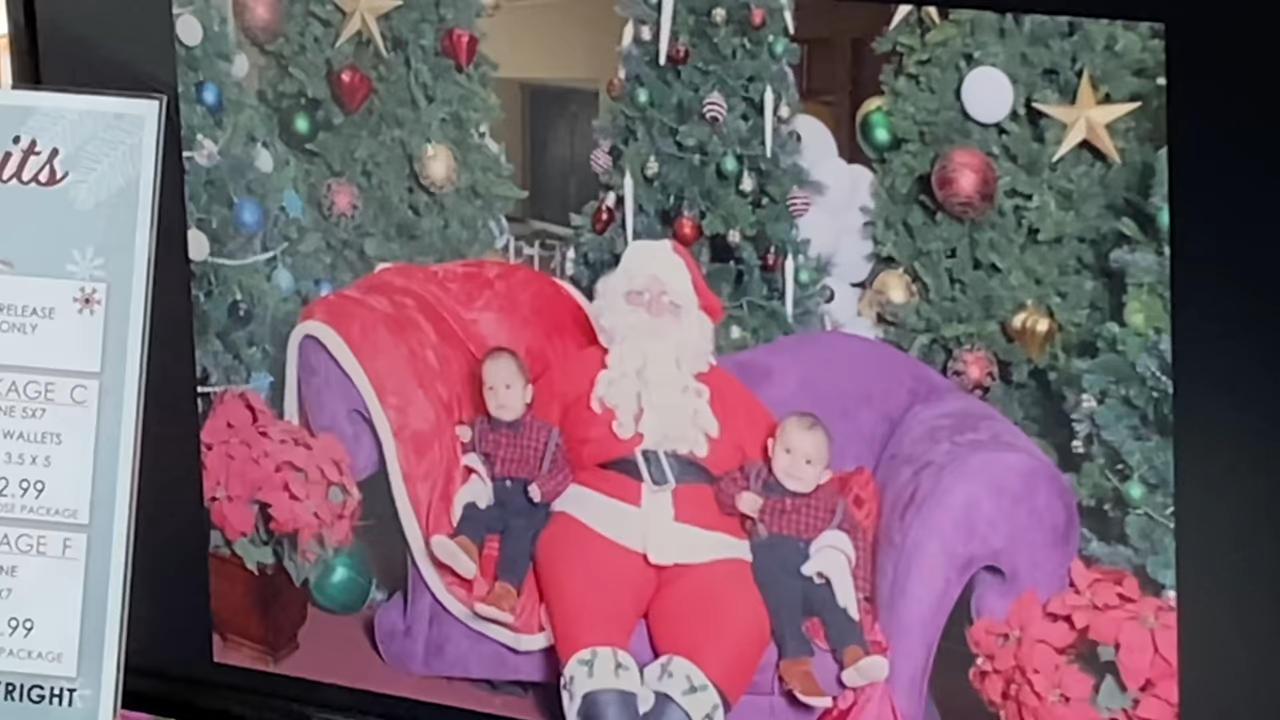 its
RELEASE
ONLY
KAGE C
NE 5X7
WALLETS
3.5 X 5
2.99
OSE PACKAGE
AGE F
NE
X7
.99
PACKAGE
RIGHT